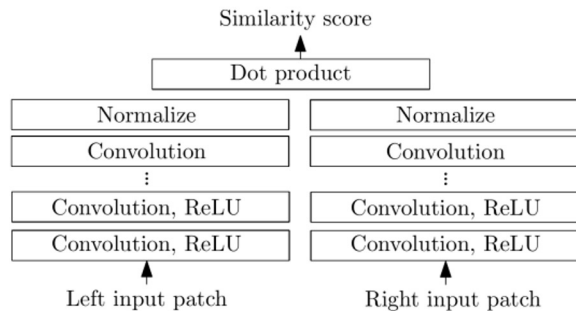 Similarity score
Dot product
Normalize
Normalize
Convolution
Convolution
Convolution, ReLU
Convolution, ReLU
Convolution, ReLU
Convolution, ReLU
Left input patch
Right input patch